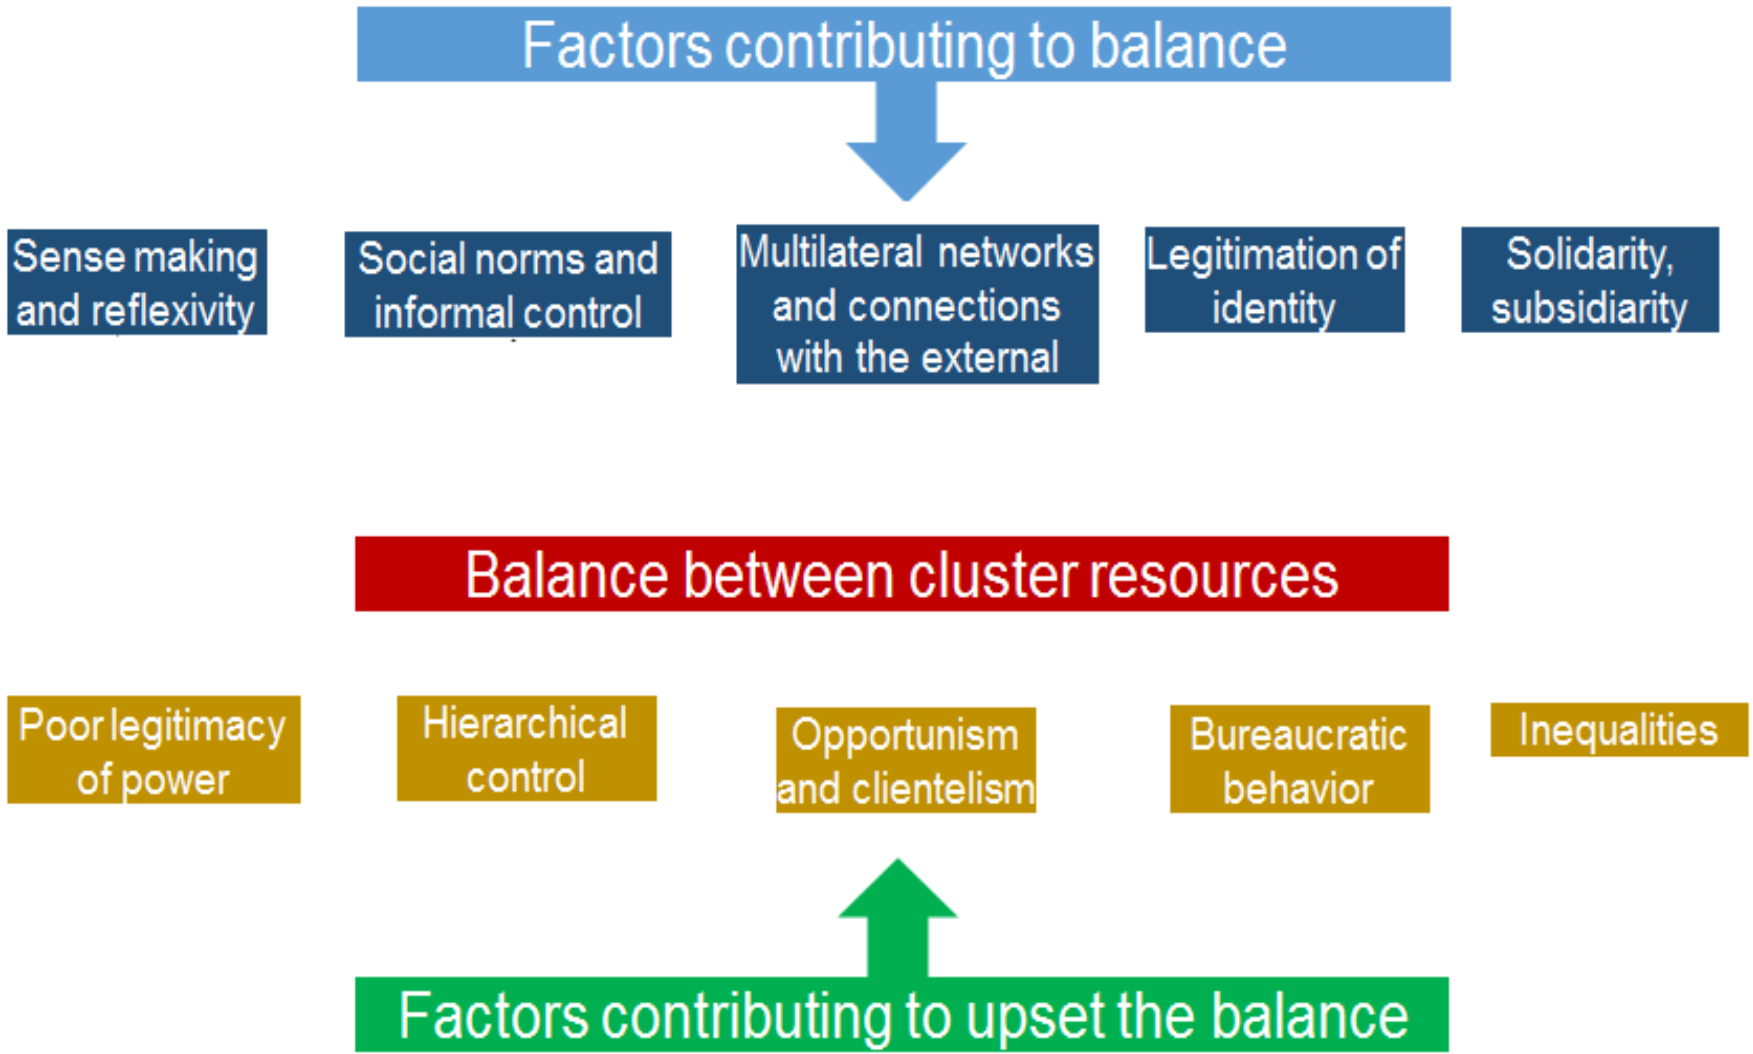 Factors contributing to balance
Sense making
and reflexivity
Social norms and
informal control
Multilateral networks
and connections
with the external
Legitimation of
identity
Solidarity,
subsidiarity
Balance between cluster resources
Poor legitimacy
of power
Hierarchical
control
Opportunism
and clientelism
Bureaucratic
behavior
Inequalities
Factors contributing to upset the balance